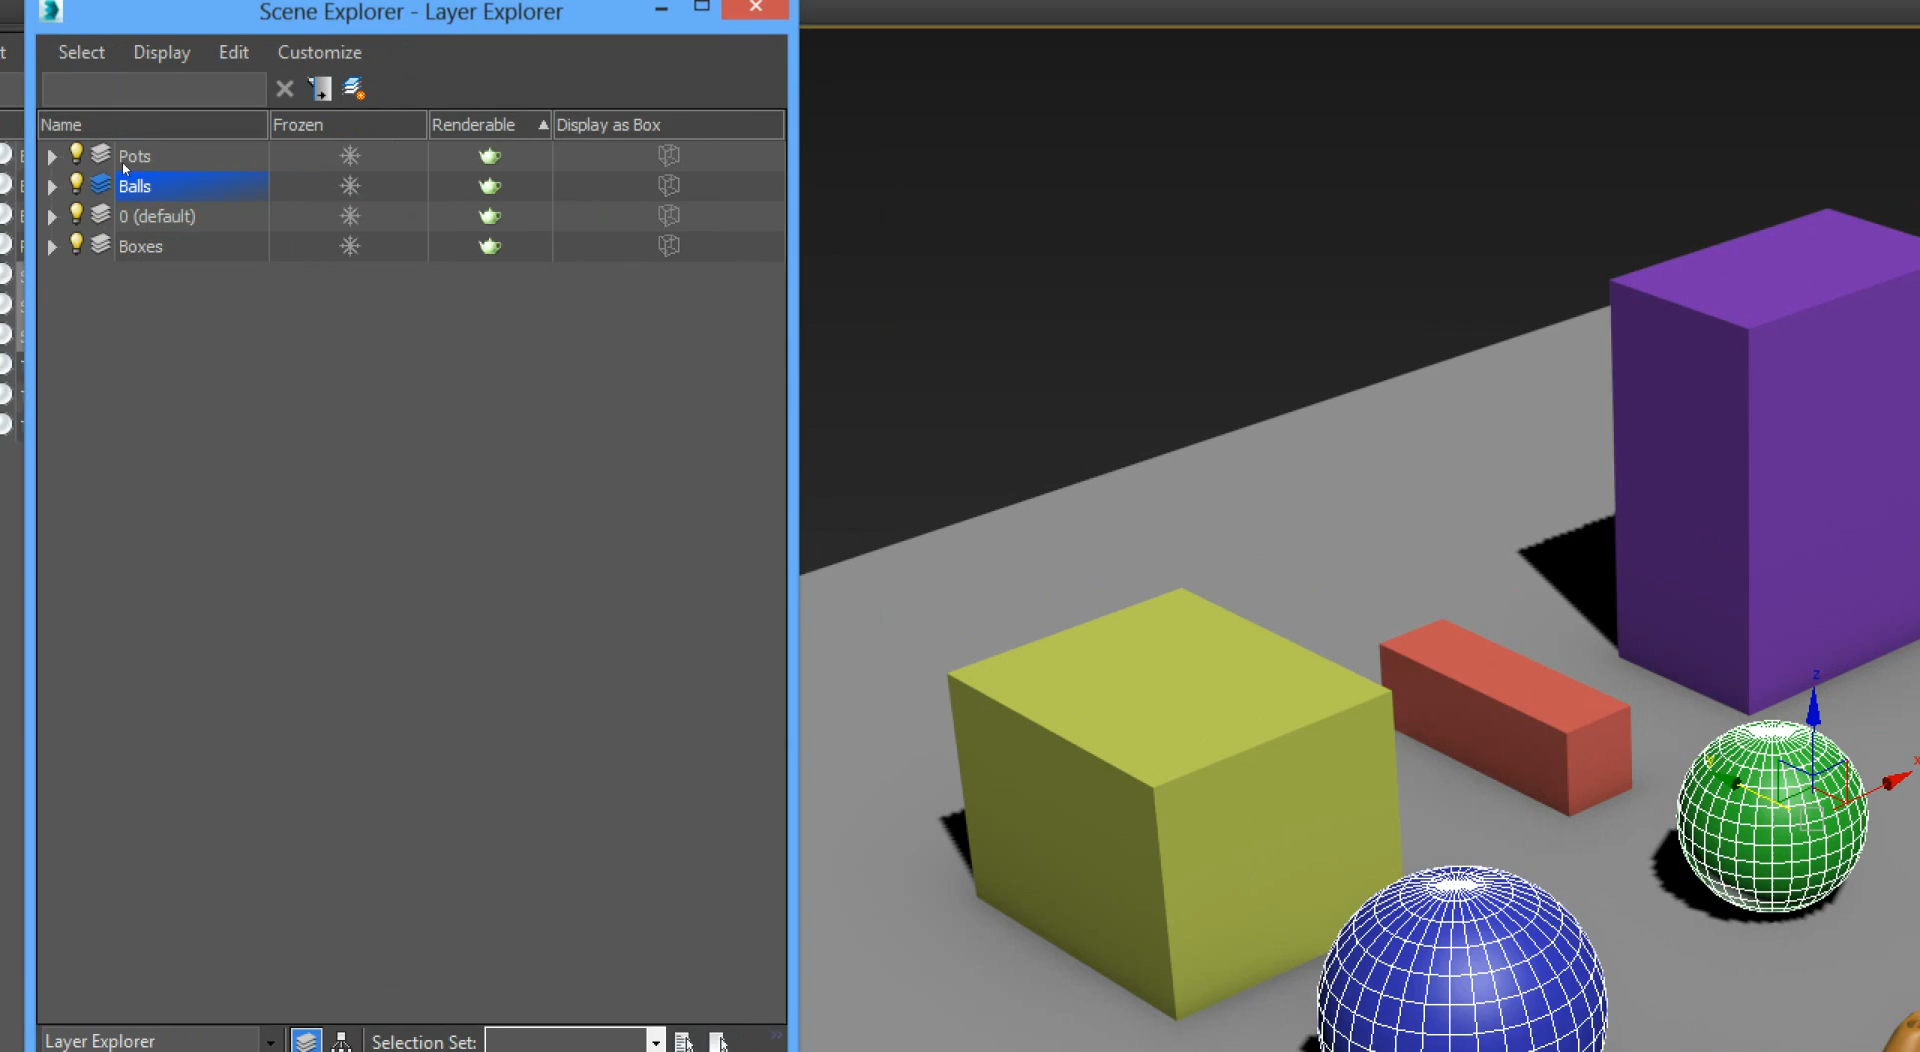 Scene Explorer - Layer Explorer
Select Display Edit Customize
Name Frozen Renderable Display as Box
Pots
Balls
0 (default)
Boxes
z
y
x
Layer Explorer Selection Set: